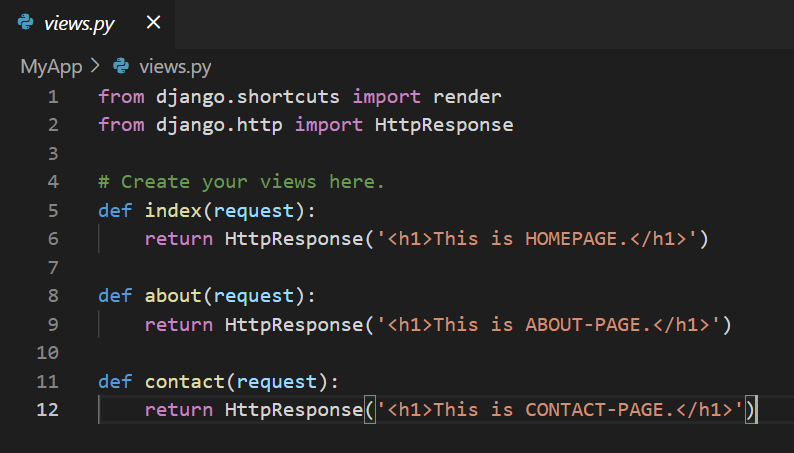 views.py ×
MyApp > views.py
1 from django.shortcuts import render
2 from django.http import HttpResponse
3
4 # Create your views here.
5 def index(request):
6     return HttpResponse('<h1>This is HOMEPAGE.</h1>')
7
8 def about(request):
9     return HttpResponse('<h1>This is ABOUT-PAGE.</h1>')
10
11 def contact(request):
12     return HttpResponse('<h1>This is CONTACT-PAGE.</h1>')